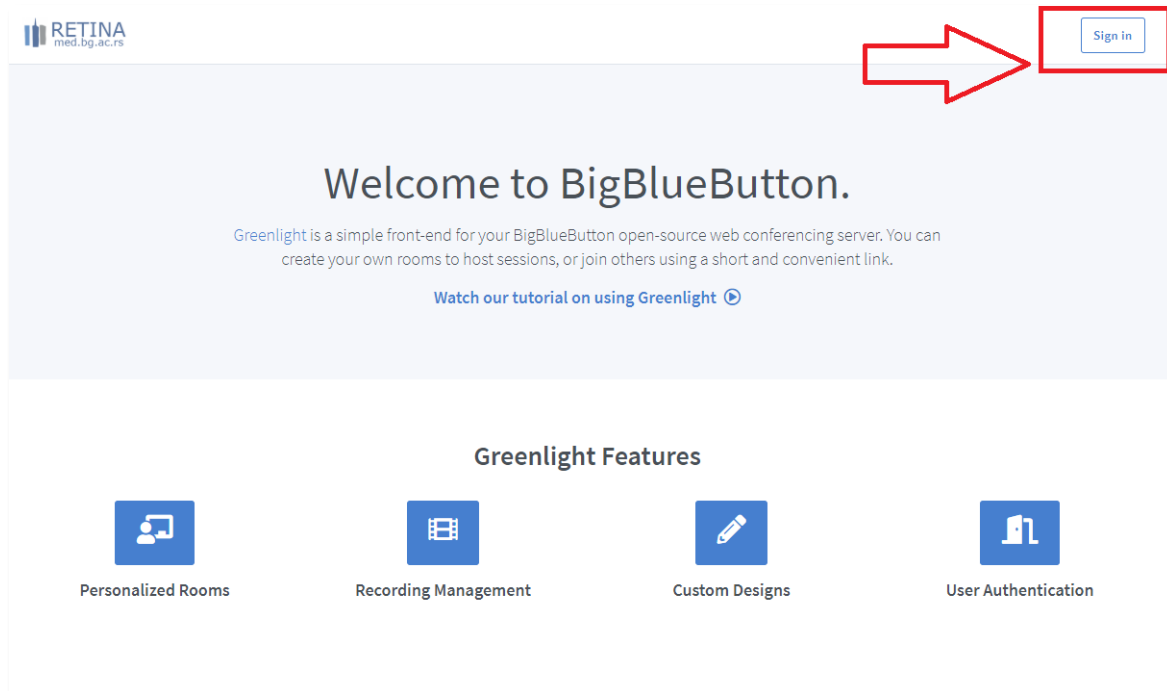 RETINA
med.bg.ac.rs
Sign in
Welcome to BigBlueButton.
Greenlight is a simple front-end for your BigBlueButton open-source web conferencing server. You can
create your own rooms to host sessions, or join others using a short and convenient link.
Watch our tutorial on using Greenlight
Greenlight Features
Personalized Rooms
Recording Management
Custom Designs
User Authentication